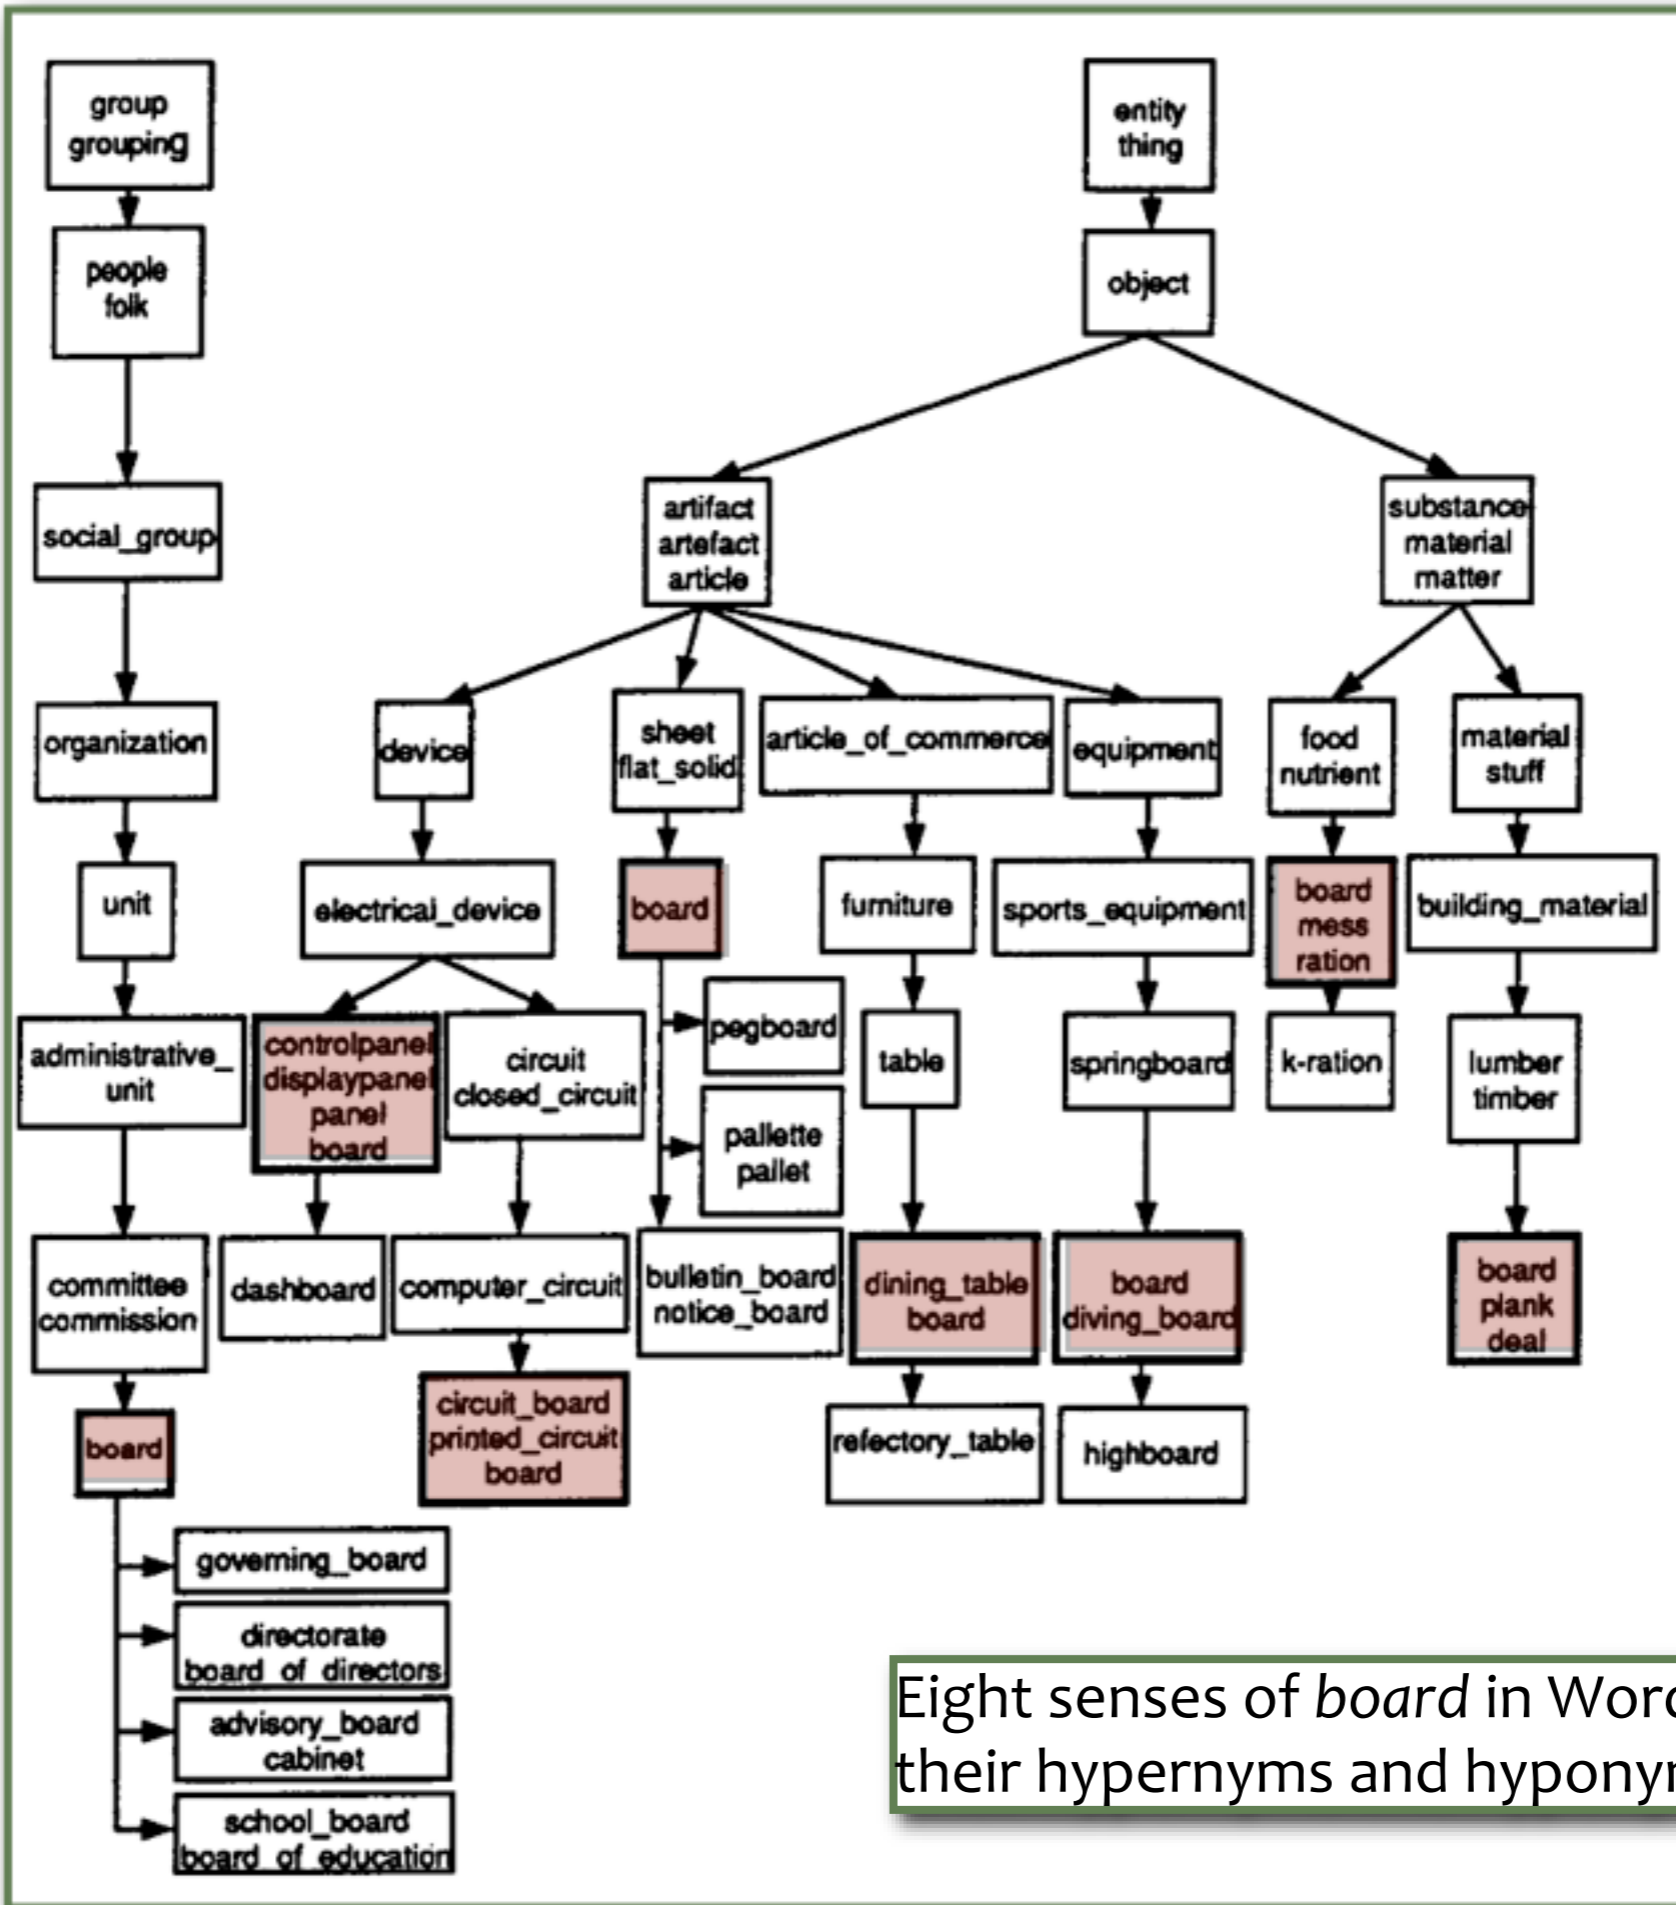 group
grouping
entity
thing
people
folk
object
social_group
artifact
artefact
article
substance
material
matter
organization
device
sheet
flat_solid
article_of_commerce
equipment
food
nutrient
material
stuff
unit
electrical_device
board
furniture
sports_equipment
board
mess
ration
building_material
administrative_
unit
controlpanel
displaypanel
panel
board
circuit
closed_circuit
pegboard
pallette
pallet
table
springboard
k-ration
lumber
timber
committee
commission
dashboard
computer_circuit
bulletin_board
notice_board
dining_table
board
board
diving_board
board
plank
deal
board
circuit_board
printed_circuit
board
refectory_table
highboard
governing_board
directorate
board_of_directors
advisory_board
cabinet
school_board
board_of_education
Eight senses of board in
their hypernyms and